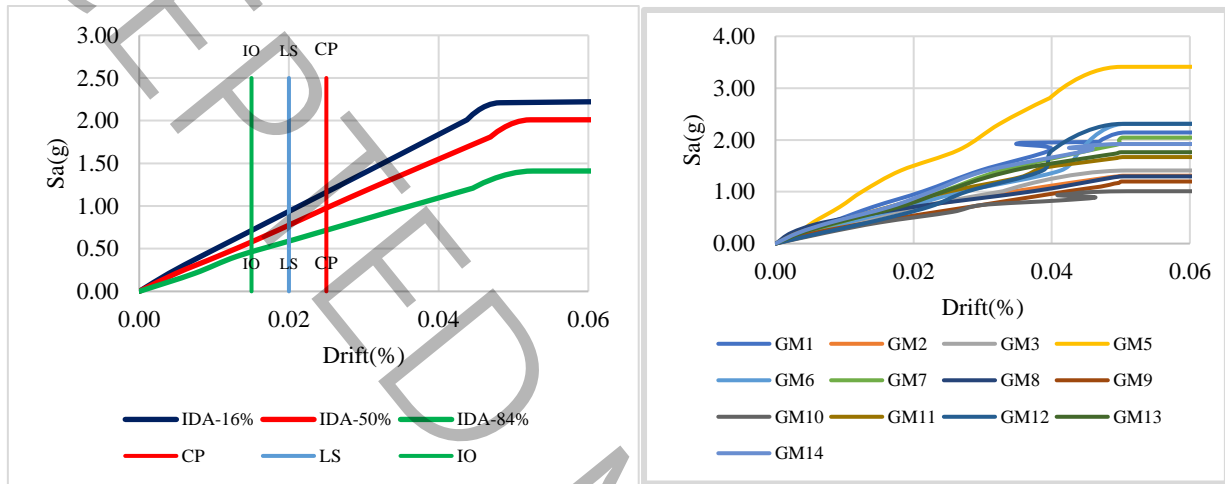 3.00
2.50
2.00
1.50
1.00
0.50
0.00
Sa(g)
IO LS CP
IO LS CP
0.00 0.02 0.04 0.06
Drift(%)
IDA-16% IDA-50% IDA-84%
CP LS IO
4.00
3.00
2.00
1.00
0.00
Sa(g)
0.00 0.02 0.04 0.06
Drift(%)
GM1 GM2 GM3 GM5
GM6 GM7 GM8 GM9
GM10 GM11 GM12 GM13
GM14